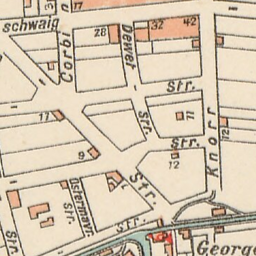 schwaig
Corbi
17
28
Dewet
32
42
Str.
Str.
17
11
Str.
Knorr
12
9
12
Ostermayr
Str.
Str.
Str.
Str.
George